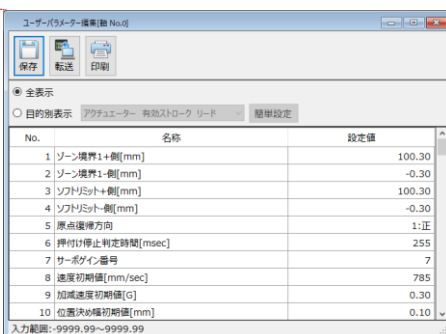 ユーザーパラメーター編集[軸 No.0]
保存 転送 印刷
全表示
目的別表示 アクチュエーター 有効ストローク リード 簡単設定
No. 名称 設定値
1 ゾーン境界1+側[mm] 100.30
2 ゾーン境界1-側[mm] -0.30
3 ソフトリミット+側[mm] 100.30
4 ソフトリミット-側[mm] -0.30
5 原点復帰方向 1:正
6 押付け停止判定時間[msec] 255
7 サーボゲイン番号 7
8 速度初期値[mm/sec] 785
9 加減速度初期値[G] 0.30
10 位置決め幅初期値[mm] 0.10
入力範囲:-9999.99~9999.99